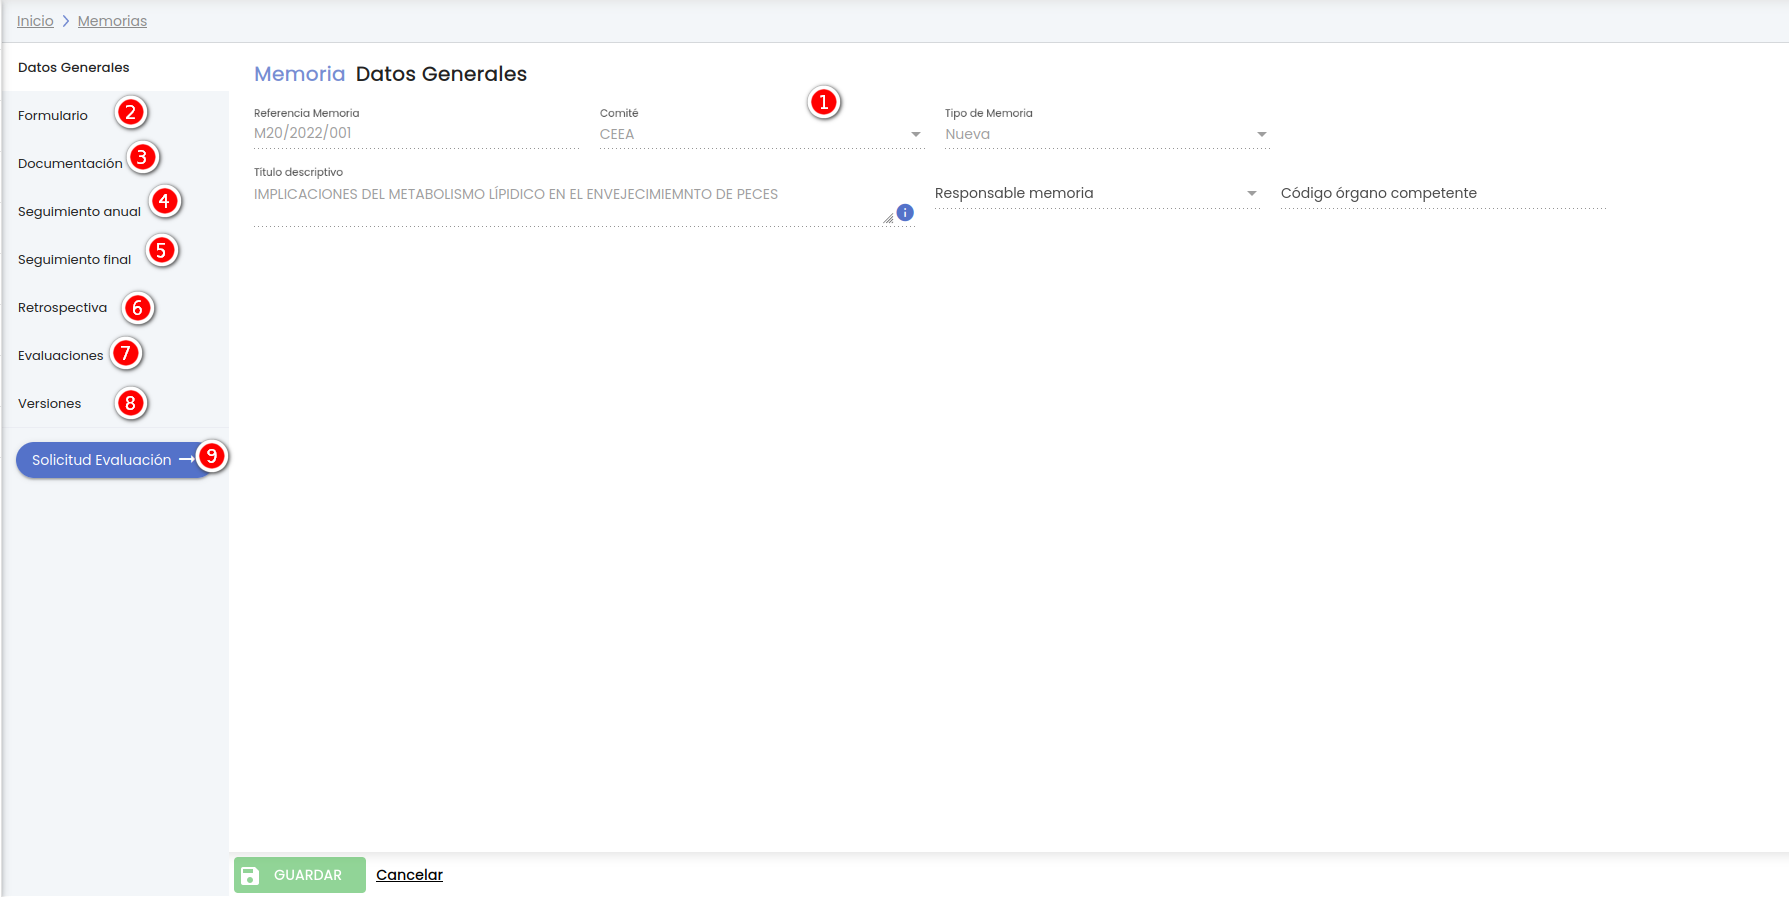 Inicio > Memorias
Datos Generales
Formulario 2
Documentación 3
Seguimiento anual 4
Seguimiento final 5
Retrospectiva 6
Evaluaciones 7
Versiones 8
Solicitud Evaluación → 9
Memoria Datos Generales
1
Referencia Memoria Comité Tipo de Memoria
M20/2022/001 CEEA Nueva
Título descriptivo
IMPLICACIONES DEL METABOLISMO LÍPIDICO EN EL ENVEJECIMIEMNTO DE PECES Responsable memoria Código órgano competente
i
GUARDAR Cancelar